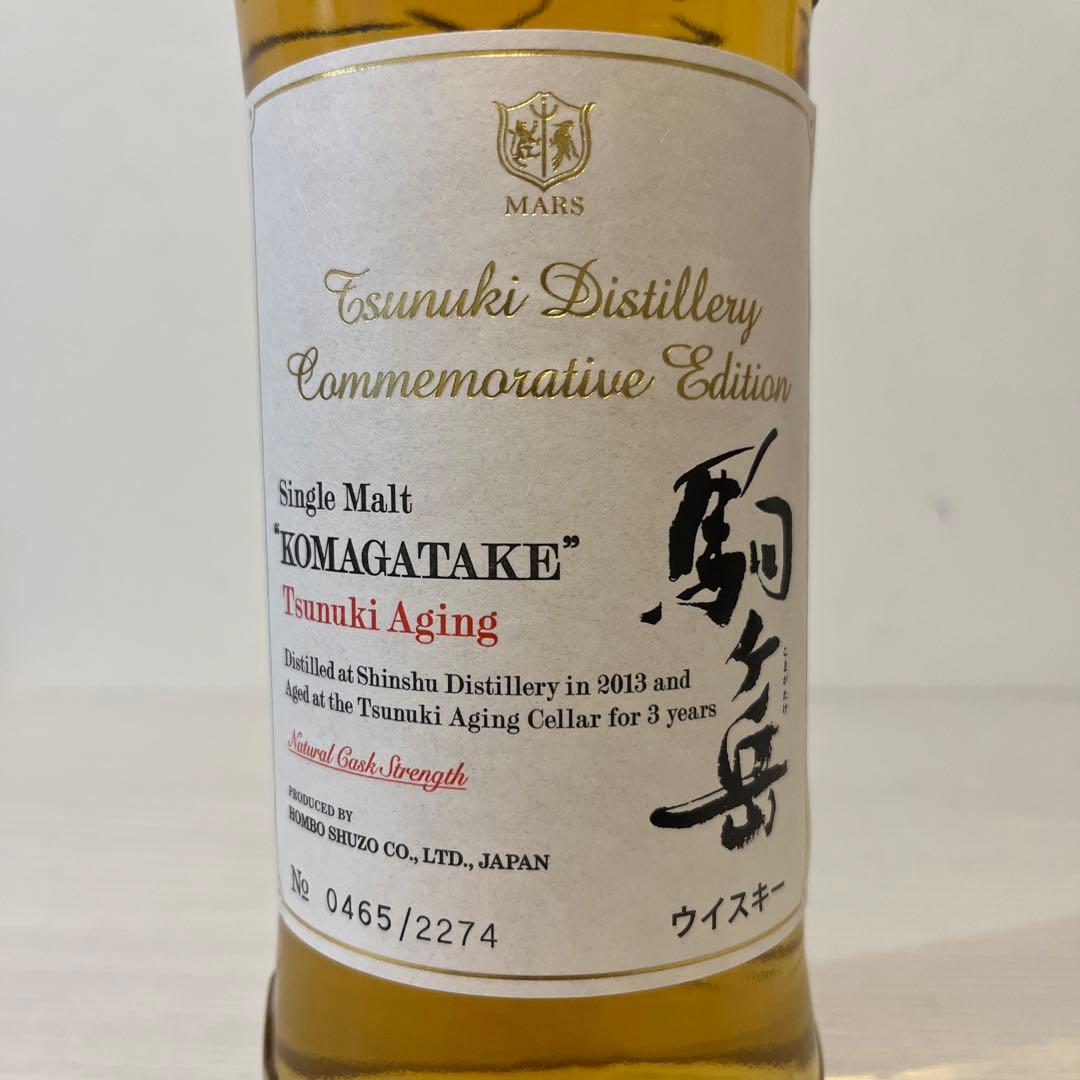 MARS
Tsunuki Distillery
Commemorative Edition
Single Malt
"KOMAGATAKE"
Tsunuki Aging
Distilled at Shinshu Distillery in 2013 and
Aged at the Tsunuki Aging Cellar for 3 years
Natural Cask Strength
PRODUCED BY
HOMBO SHUZO CO., LTD., JAPAN
№ 0465/2274
駒ヶ岳
こまがたけ
ウイスキー